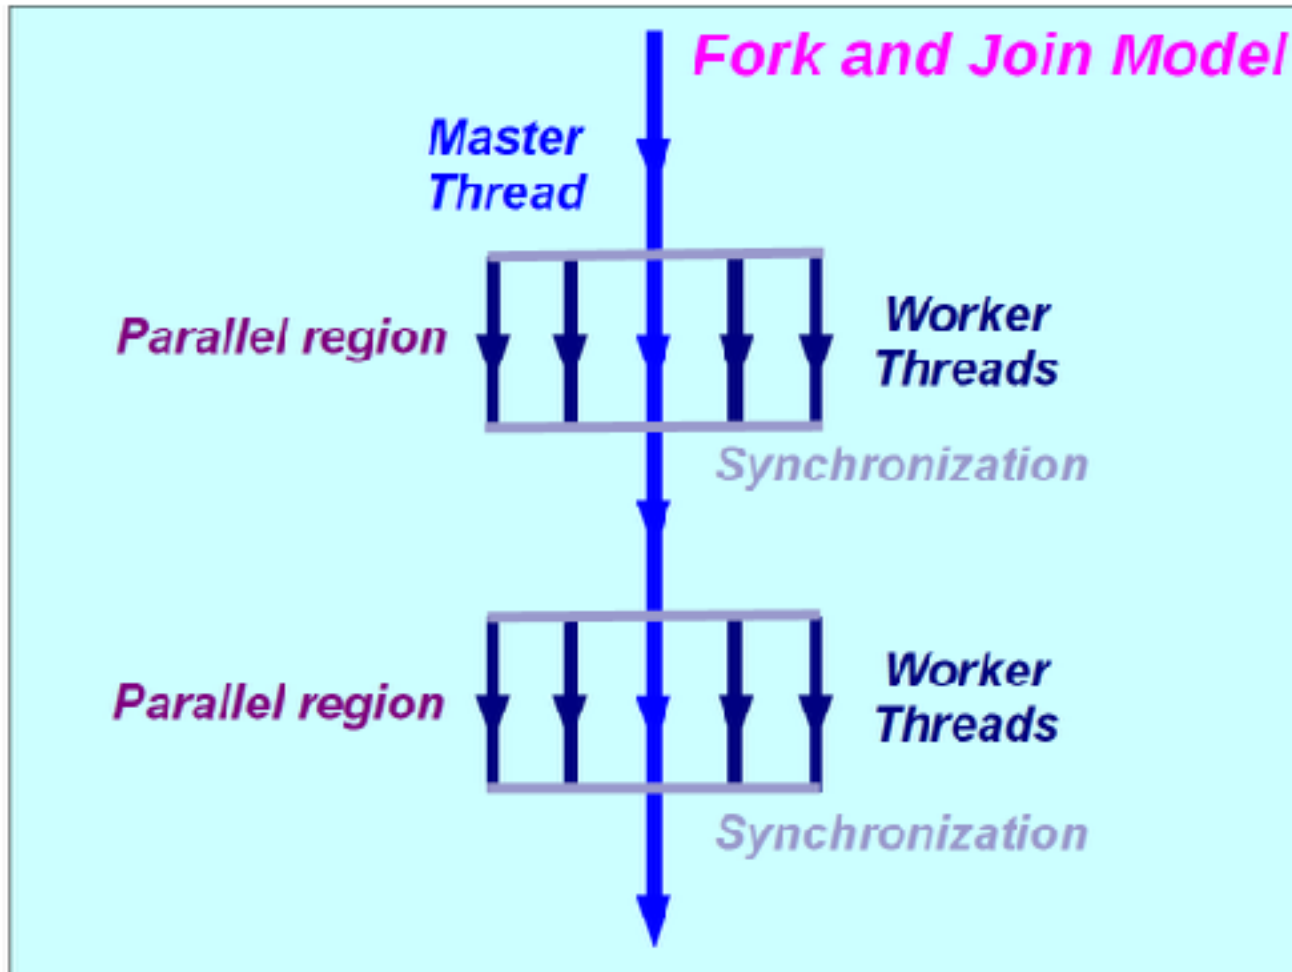 Fork and Join Model
Master
Thread
Parallel region
Worker
Threads
Synchronization
Parallel region
Worker
Threads
Synchronization